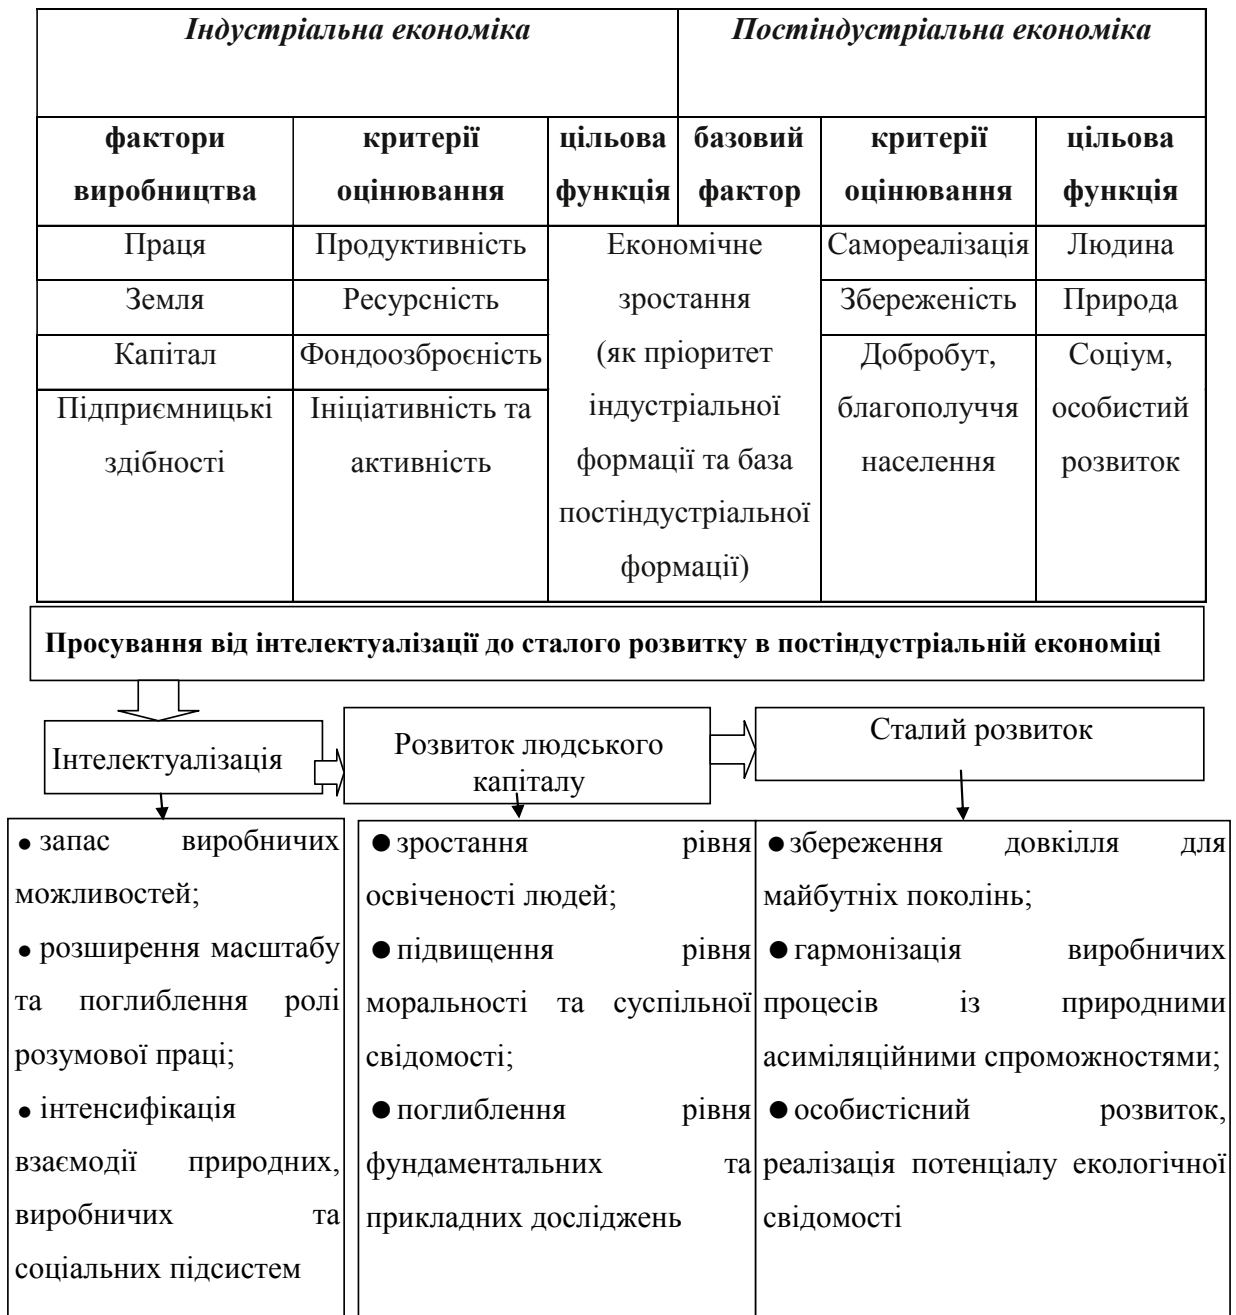 Індустріальна економіка
Постіндустріальна економіка
фактори
виробництва
критерії
оцінювання
цільова
функція
базовий
фактор
критерії
оцінювання
цільова
функція
Праця
Продуктивність
Земля
Ресурсність
Капітал
Фондоозброєність
Підприємницькі
здібності
Ініціативність та
активність
Економічне
зростання
(як пріоритет
індустріальної
формації та база
постіндустріальної
формації)
Самореалізація
Людина
Збереженість
Природа
Добробут,
благополуччя
населення
Соціум,
особистий
розвиток
Просування від інтелектуалізації до сталого розвитку в постіндустріальній економіці
Інтелектуалізація
Розвиток людського
капіталу
Сталий розвиток
● запас виробничих
можливостей;
● розширення масштабу
та поглиблення ролі
розумової праці;
● інтенсифікація
взаємодії природних,
виробничих та
соціальних підсистем
● зростання рівня
освіченості людей;
● підвищення рівня
моральності та суспільної
свідомості;
● поглиблення рівня
фундаментальних та
прикладних досліджень
● збереження довкілля для
майбутніх поколінь;
● гармонізація виробничих
процесів із природними
асиміляційними спроможностями;
● особистісний розвиток,
реалізація потенціалу екологічної
свідомості